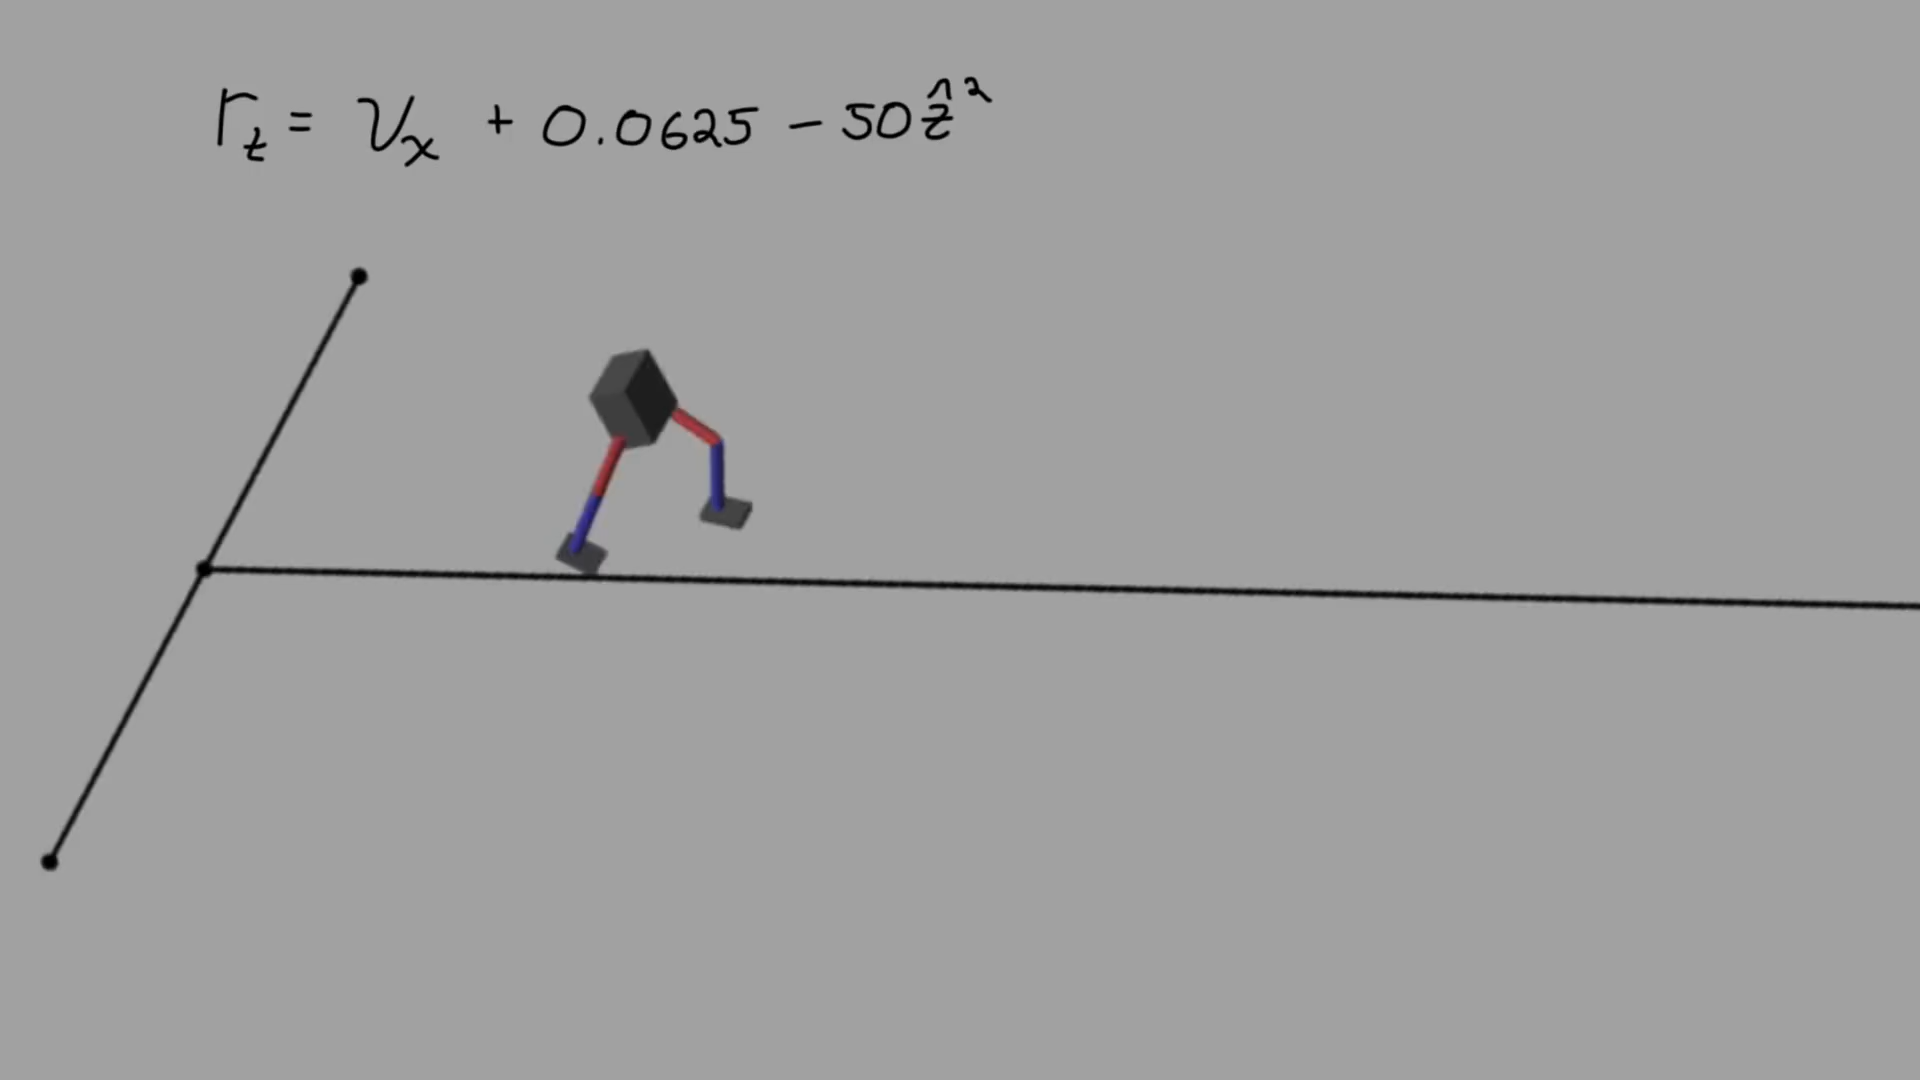 r_t = v_x + 0.0625 − 50ẑ²